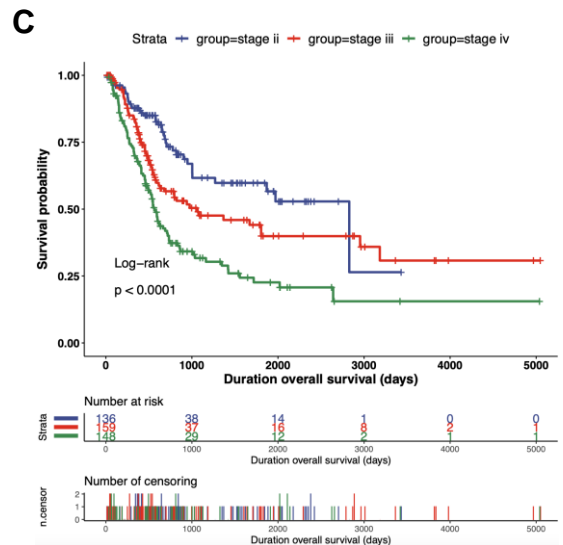 C
Strata group=stage ii group=stage iii group=stage iv
Survival probability
1.00
0.75
0.50
0.25
0.00
Log-rank
p < 0.0001
0 1000 2000 3000 4000 5000
Duration overall survival (days)
Number at risk
Strata
136 38 14 1 0 0
159 37 16 8 2 1
148 29 12 2 1 1
0 1000 2000 3000 4000 5000
Duration overall survival (days)
Number of censoring
n.censor
2
1
0
0 1000 2000 3000 4000 5000
Duration overall survival (days)